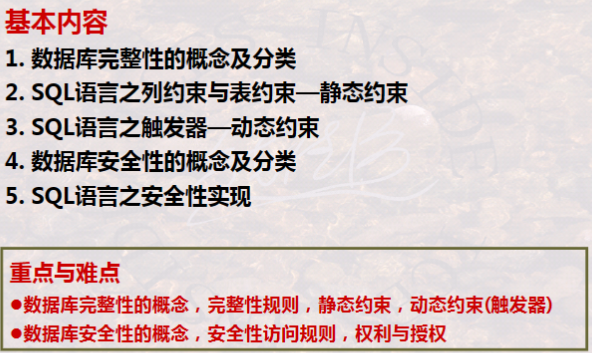 基本内容
1. 数据库完整性的概念及分类
2. SQL语言之列约束与表约束—静态约束
3. SQL语言之触发器—动态约束
4. 数据库安全性的概念及分类
5. SQL语言之安全性实现
重点与难点
●数据库完整性的概念，完整性规则，静态约束，动态约束(触发器)
●数据库安全性的概念，安全性访问规则，权利与授权